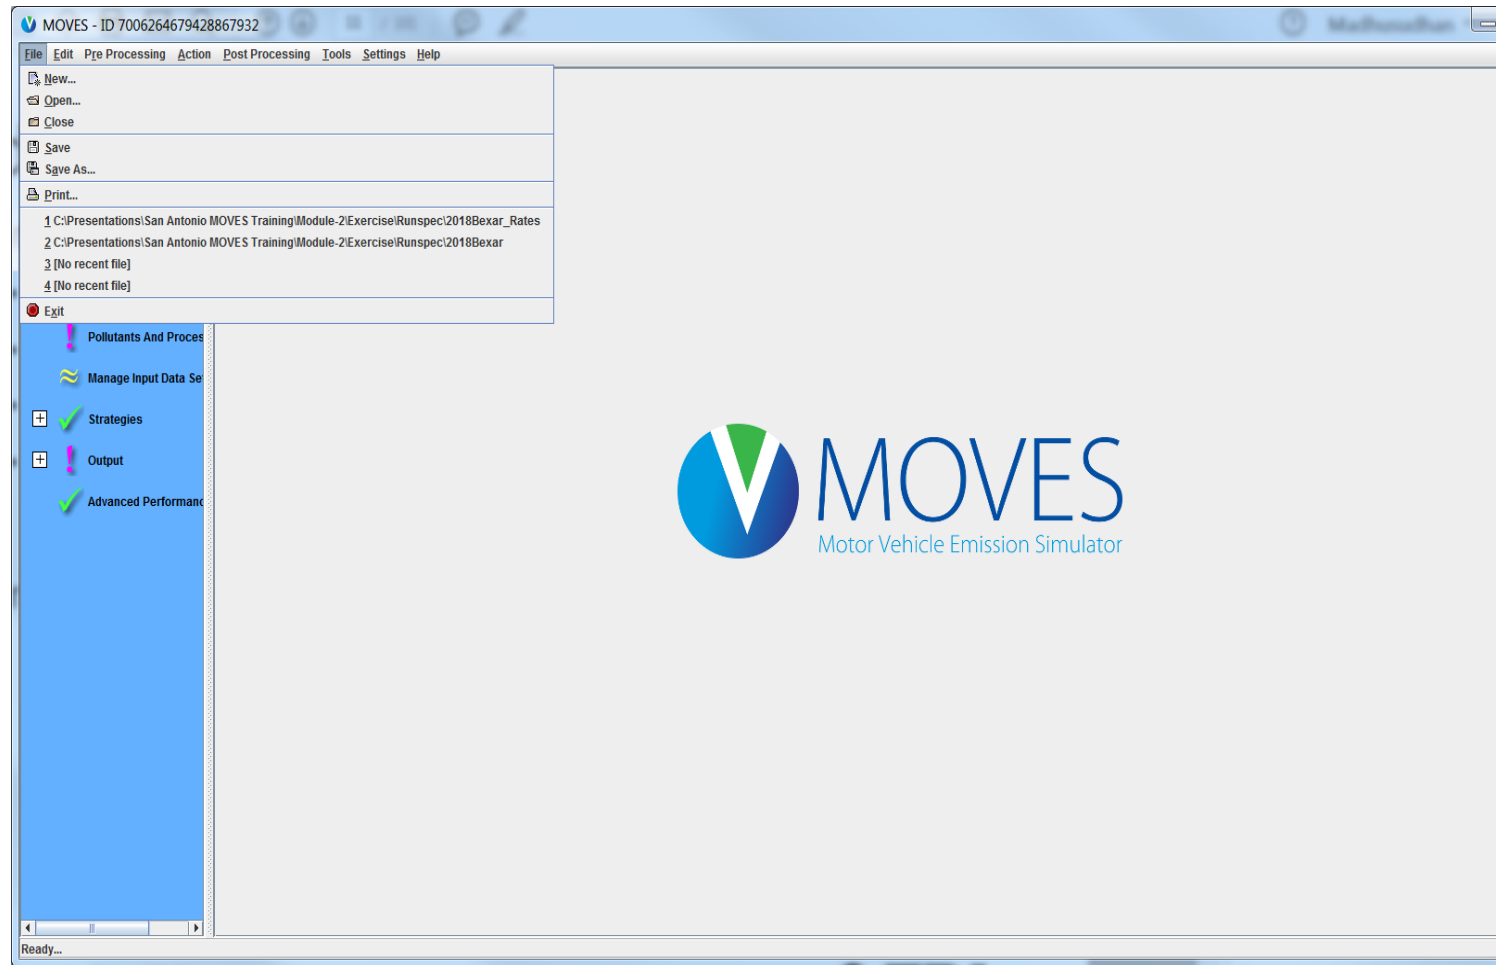 MOVES - ID 7006264679428867932
Madhusudhan
File Edit Pre Processing Action Post Processing Tools Settings Help
New...
Open...
Close
Save
Save As...
Print...
1 C:\Presentations\San Antonio MOVES Training\Module-2\Exercise\Runspec\2018Bexar_Rates
2 C:\Presentations\San Antonio MOVES Training\Module-2\Exercise\Runspec\2018Bexar
3 [No recent file]
4 [No recent file]
Exit
Pollutants And Proces
Manage Input Data Se
Strategies
Output
Advanced Performanc
MOVES
Motor Vehicle Emission Simulator
Ready...